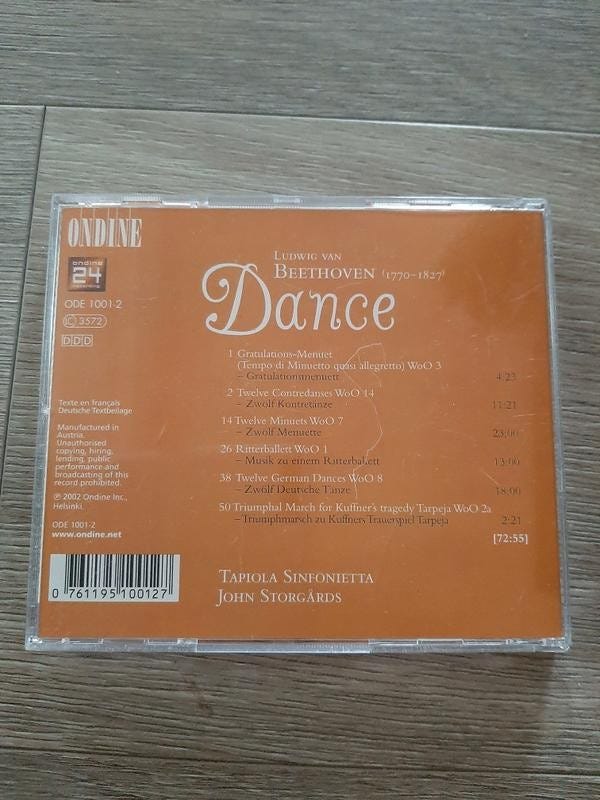 ONDINE
ondine
24
recording
ODE 1001-2
LC 3572
DDD
LUDWIG VAN
BEETHOVEN (1770–1827)
Dance
1 Gratulations-Menuet
(Tempo di Minuetto quasi allegretto) WoO 3
– Gratulationsmenuett 4:23
2 Twelve Contredanses WoO 14
– Zwölf Kontretänze 11:21
14 Twelve Minuets WoO 7
– Zwölf Menuette 23:00
26 Ritterballett WoO 1
– Musik zu einem Ritterballett 13:00
38 Twelve German Dances WoO 8
– Zwölf Deutsche Tänze 18:00
50 Triumphal March for Kuffner's tragedy Tarpeja WoO 2a
– Triumphmarsch zu Kuffners Trauerspiel Tarpeja 2:21
[72:55]
Texte en français
Deutsche Textbeilage
Manufactured in
Austria.
Unauthorised
copying, hiring,
lending, public
performance and
broadcasting of this
record prohibited.
℗ 2002 Ondine Inc.,
Helsinki.
ODE 1001-2
www.ondine.net
0 761195 100127
TAPIOLA SINFONIETTA
JOHN STORGÅRDS